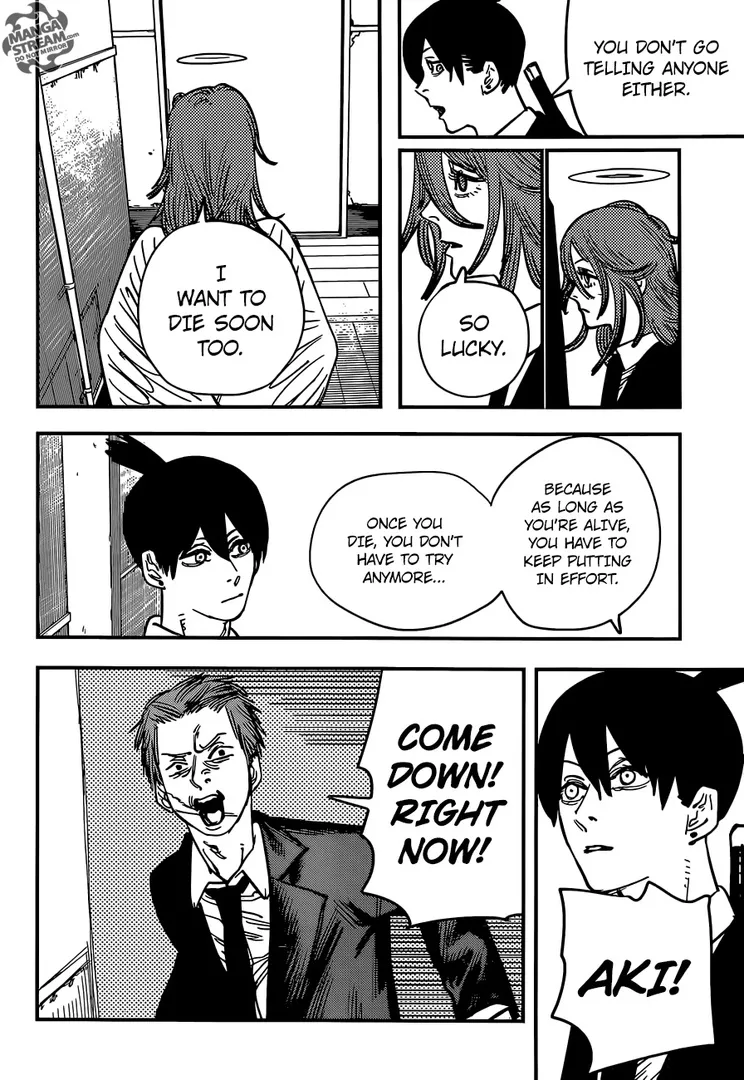 MANGA
STREAM.COM
DO NOT MIRROR
YOU DON'T GO
TELLING ANYONE
EITHER.
SO
LUCKY.
I
WANT TO
DIE SOON
TOO.
BECAUSE
AS LONG AS
YOU'RE ALIVE,
YOU HAVE TO
KEEP PUTTING
IN EFFORT.
ONCE YOU
DIE, YOU DON'T
HAVE TO TRY
ANYMORE...
AKI!
COME
DOWN!
RIGHT
NOW!